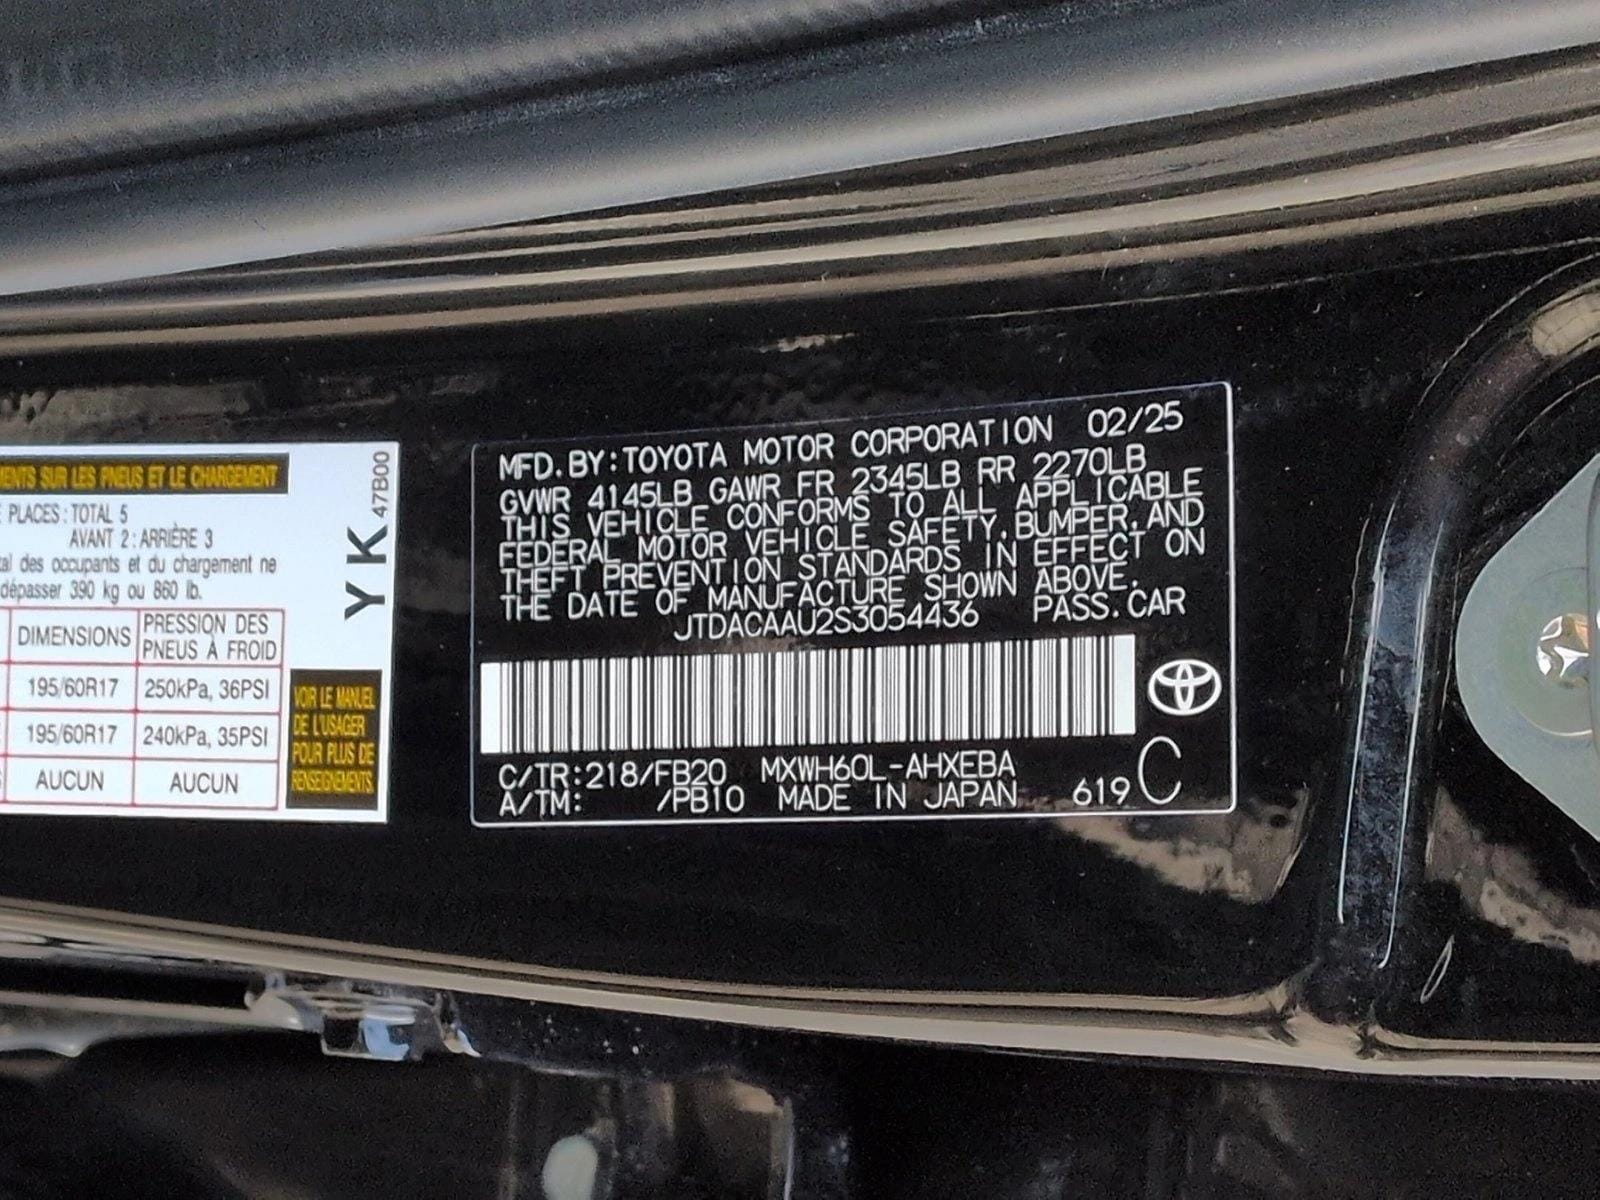 MENTS SUR LES PNEUS ET LE CHARGEMENT
PLACES : TOTAL 5
AVANT 2 : ARRIÈRE 3
tal des occupants et du chargement ne
dépasser 390 kg ou 860 lb.
DIMENSIONS
PRESSION DES
PNEUS À FROID
195/60R17 250kPa, 36PSI
195/60R17 240kPa, 35PSI
AUCUN AUCUN
YK 47B00
VOIR LE MANUEL
DE L'USAGER
POUR PLUS DE
RENSEIGNEMENTS.
MFD. BY: TOYOTA MOTOR CORPORATION 02/25
GVWR 4145LB GAWR FR 2345LB RR 2270LB
THIS VEHICLE CONFORMS TO ALL APPLICABLE
FEDERAL MOTOR VEHICLE SAFETY, BUMPER, AND
THEFT PREVENTION STANDARDS IN EFFECT ON
THE DATE OF MANUFACTURE SHOWN ABOVE.
JTDACAAU2S3054436 PASS. CAR
C/TR: 218/FB20 MXWH60L-AHXEBA
A/TM: /PB10 MADE IN JAPAN 619 C